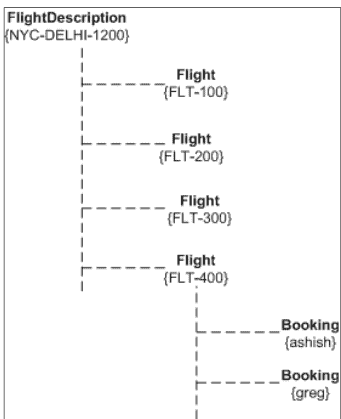 FlightDescription
{NYC-DELHI-1200}
Flight
{FLT-100}
Flight
{FLT-200}
Flight
{FLT-300}
Flight
{FLT-400}
Booking
{ashish}
Booking
{greg}